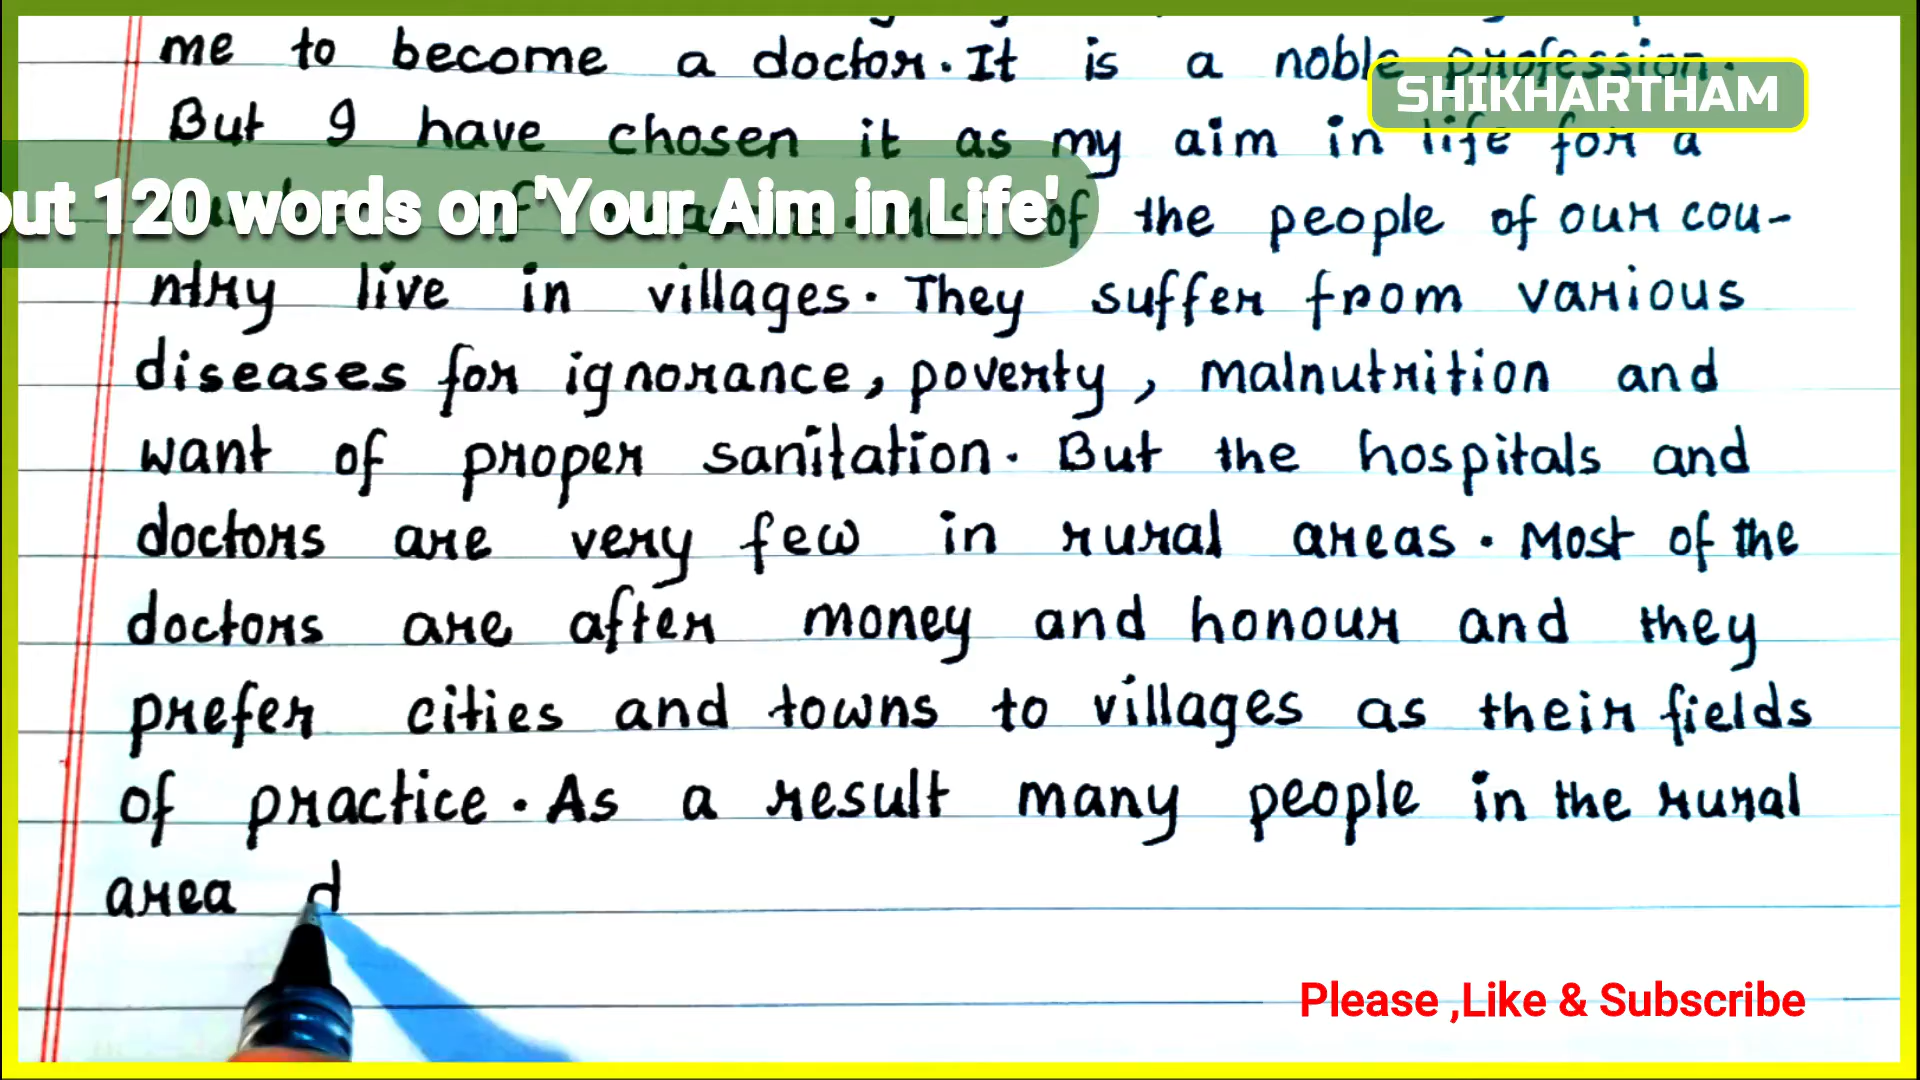 me to become a doctor. It is a noble profession.
SHIKHARTHAM
But I have chosen it as my aim in life for a
out 120 words on 'Your Aim in Life'
of the people of our cou-
ntry live in villages. They suffer from various
diseases for ignorance, poverty, malnutrition and
want of proper sanitation. But the hospitals and
doctors are very few in rural areas. Most of the
doctors are after money and honour and they
prefer cities and towns to villages as their fields
of practice. As a result many people in the rural
area d
Please ,Like & Subscribe